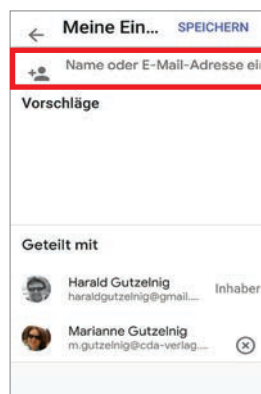 Meine Ein... SPEICHERN
Name oder E-Mail-Adresse ei
Vorschläge
Geteilt mit
Harald Gutzelnig
haraldgutzelnig@gmail.... Inhaber
Marianne Gutzelnig
m.gutzelnig@cda-verlag....